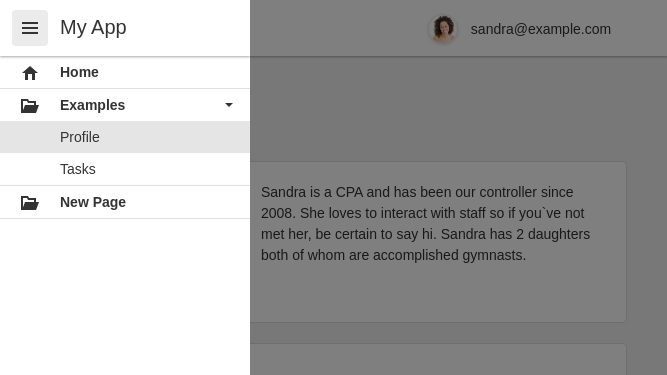 My App
sandra@example.com
Home
Examples
Profile
Tasks
New Page
Sandra is a CPA and has been our controller since
2008. She loves to interact with staff so if you`ve not
met her, be certain to say hi. Sandra has 2 daughters
both of whom are accomplished gymnasts.